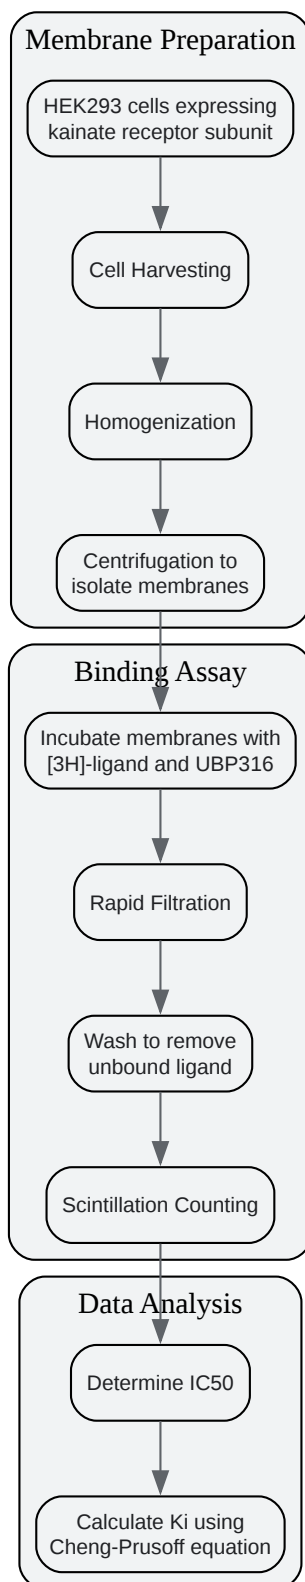 Membrane Preparation
HEK293 cells expressing
kainate receptor subunit
Cell Harvesting
Homogenization
Centrifugation to
isolate membranes
Binding Assay
Incubate membranes with
[3H]-ligand and UBP316
Rapid Filtration
Wash to remove
unbound ligand
Scintillation Counting
Data Analysis
Determine IC50
Calculate Ki using
Cheng-Prusoff equation